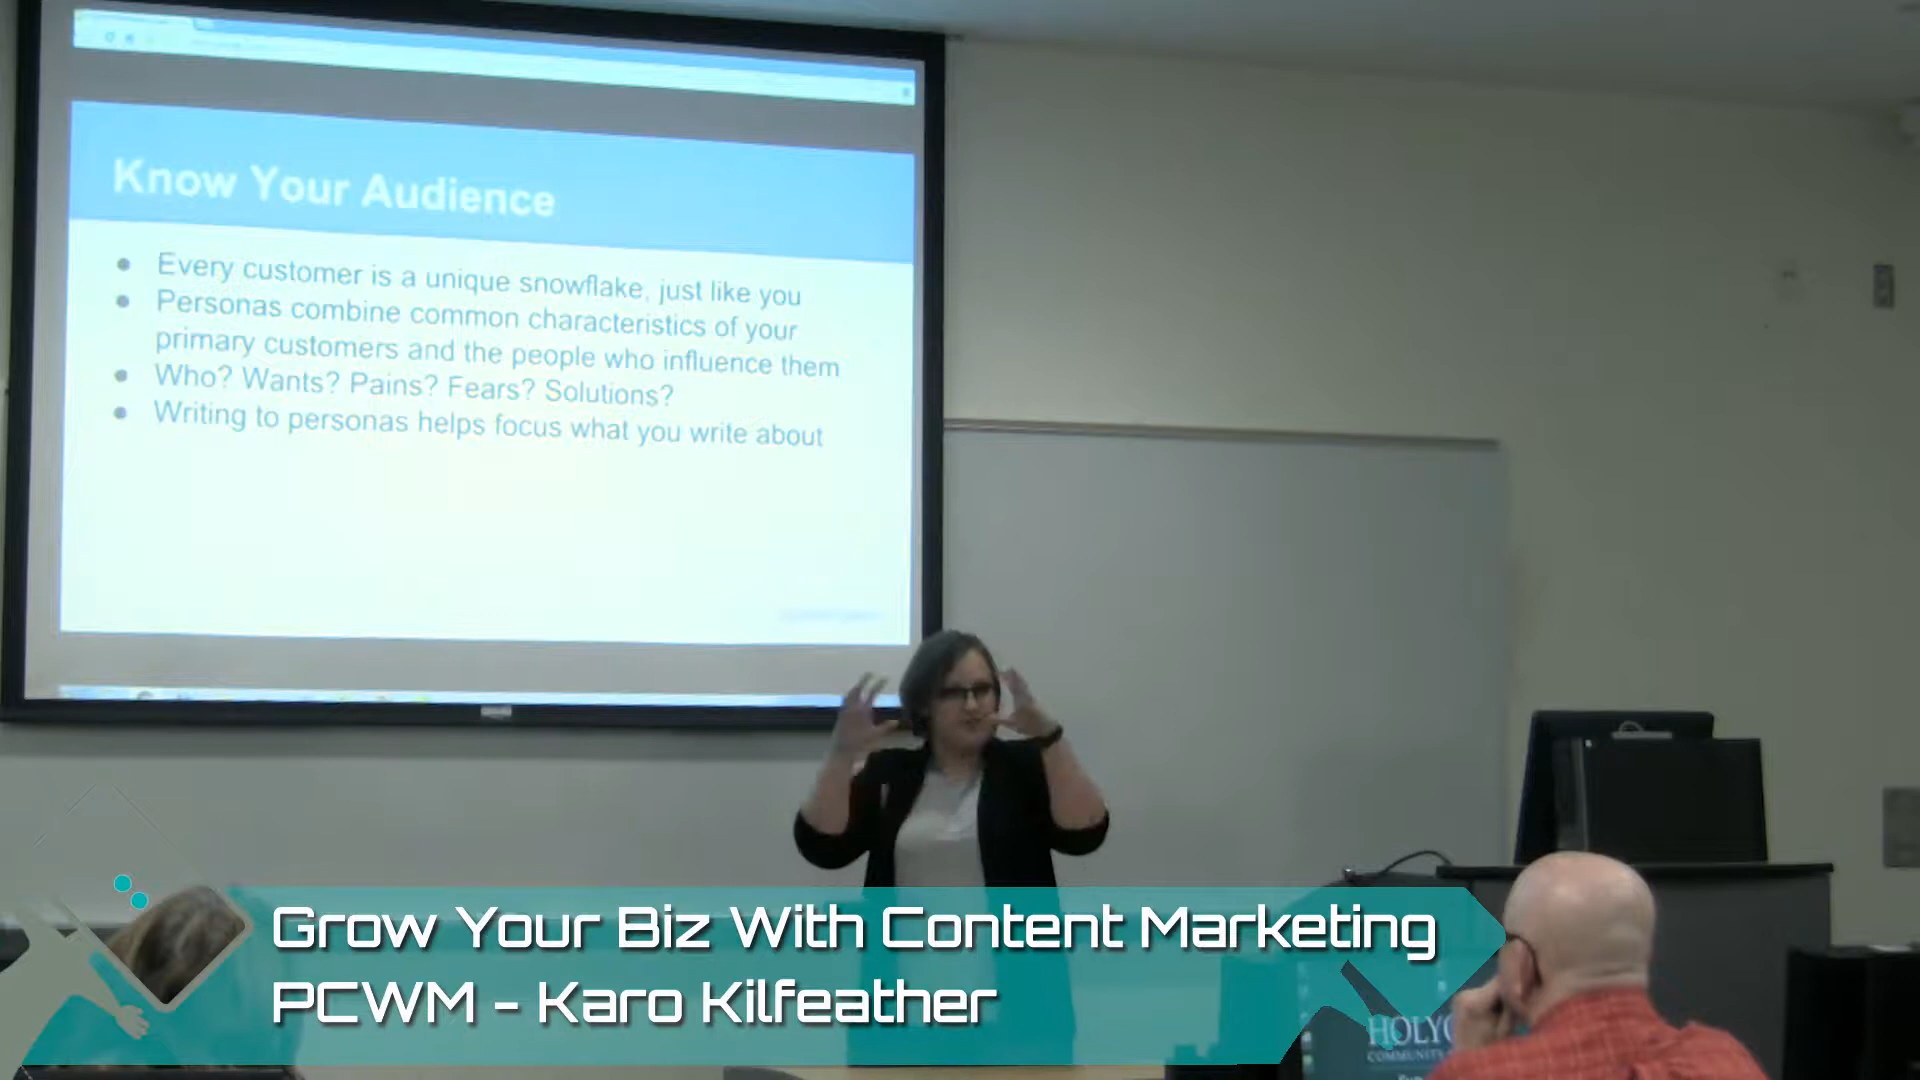 Know Your Audience
Every customer is a unique snowflake, just like you
Personas combine common characteristics of your
primary customers and the people who influence them
Who? Wants? Pains? Fears? Solutions?
Writing to personas helps focus what you write about
Grow Your Biz With Content Marketing
PCWM - Karo Kilfeather
HOLYO
COMMUNITY